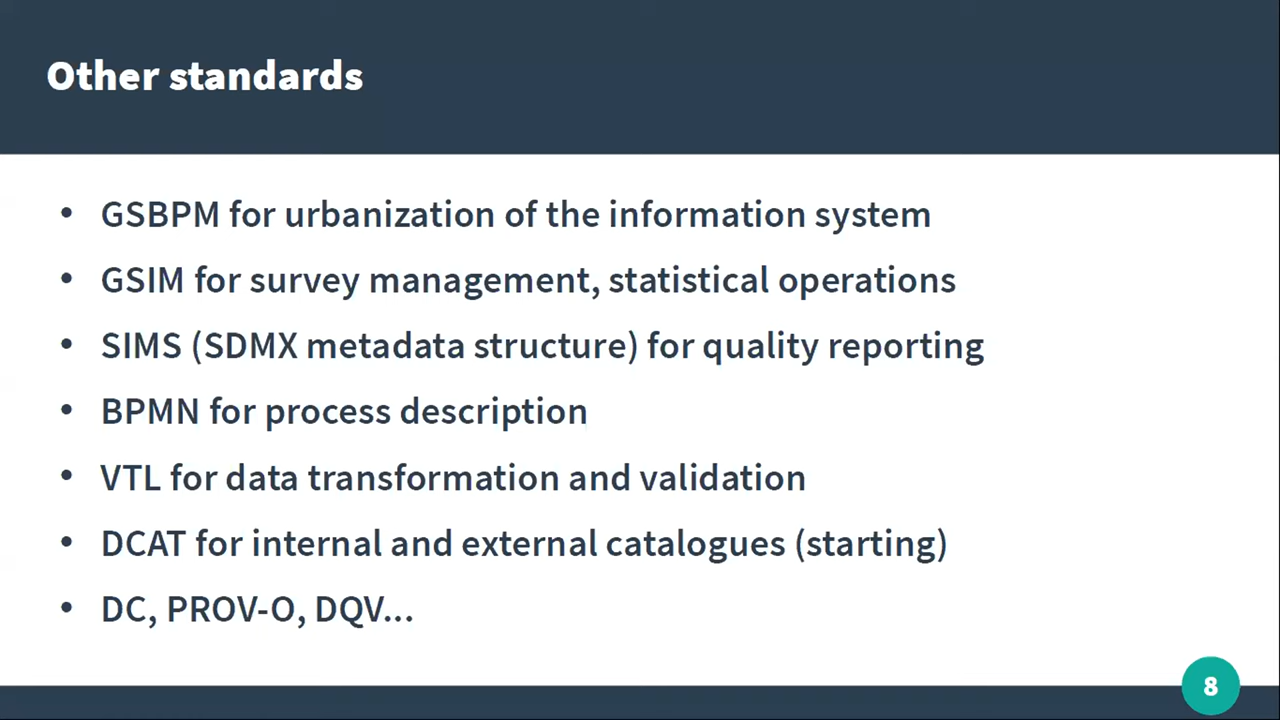 Other standards
• GSBPM for urbanization of the information system
• GSIM for survey management, statistical operations
• SIMS (SDMX metadata structure) for quality reporting
• BPMN for process description
• VTL for data transformation and validation
• DCAT for internal and external catalogues (starting)
• DC, PROV-O, DQV...
8